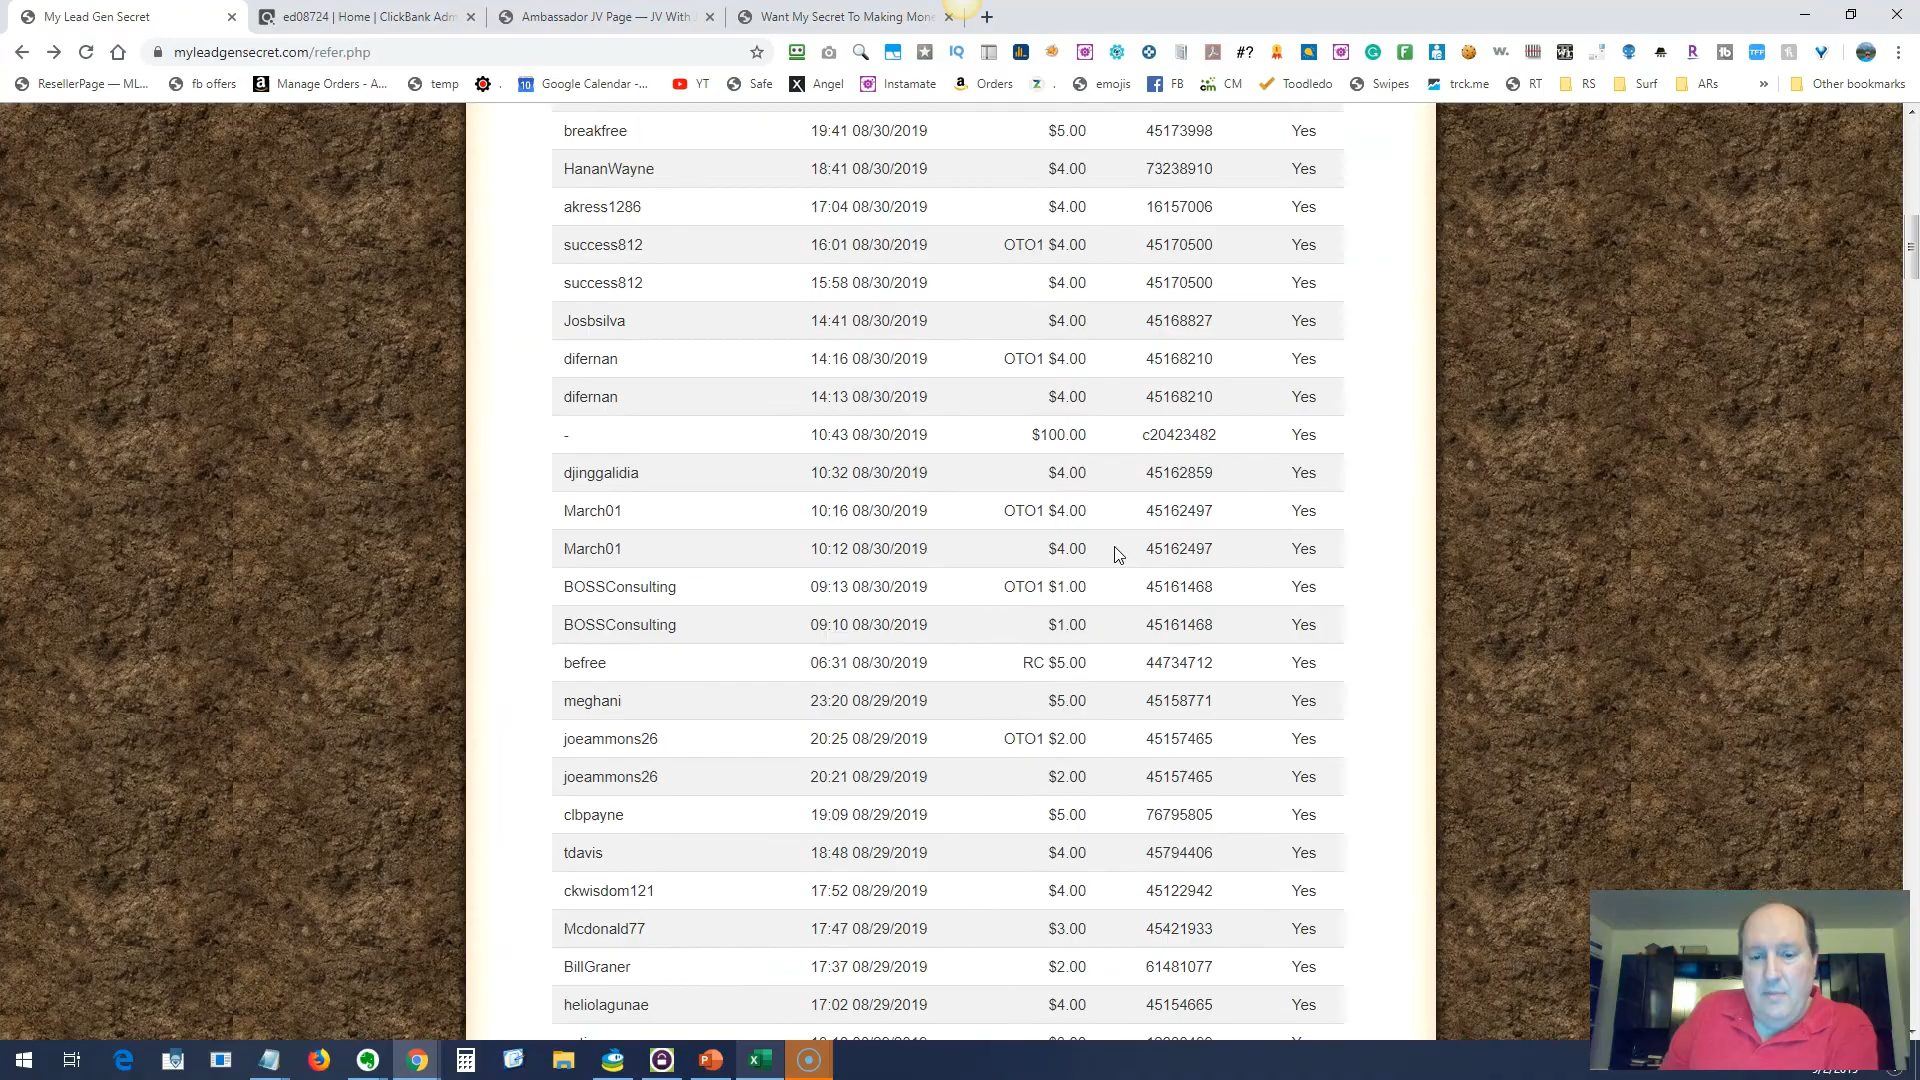 My Lead Gen Secret
ed08724 | Home | ClickBank Adm
Ambassador JV Page — JV With J
Want My Secret To Making Mone
myleadgensecret.com/refer.php
ResellerPage — ML...
fb offers
Manage Orders - A...
temp
.
Google Calendar -...
YT
Safe
Angel
Instamate
Orders
.
emojis
FB
CM
Toodledo
Swipes
trck.me
RT
RS
Surf
ARs
»
Other bookmarks
breakfree 19:41 08/30/2019 $5.00 45173998 Yes
HananWayne 18:41 08/30/2019 $4.00 73238910 Yes
akress1286 17:04 08/30/2019 $4.00 16157006 Yes
success812 16:01 08/30/2019 OTO1 $4.00 45170500 Yes
success812 15:58 08/30/2019 $4.00 45170500 Yes
Josbsilva 14:41 08/30/2019 $4.00 45168827 Yes
difernan 14:16 08/30/2019 OTO1 $4.00 45168210 Yes
difernan 14:13 08/30/2019 $4.00 45168210 Yes
- 10:43 08/30/2019 $100.00 c20423482 Yes
djinggalidia 10:32 08/30/2019 $4.00 45162859 Yes
March01 10:16 08/30/2019 OTO1 $4.00 45162497 Yes
March01 10:12 08/30/2019 $4.00 45162497 Yes
BOSSConsulting 09:13 08/30/2019 OTO1 $1.00 45161468 Yes
BOSSConsulting 09:10 08/30/2019 $1.00 45161468 Yes
befree 06:31 08/30/2019 RC $5.00 44734712 Yes
meghani 23:20 08/29/2019 $5.00 45158771 Yes
joeammons26 20:25 08/29/2019 OTO1 $2.00 45157465 Yes
joeammons26 20:21 08/29/2019 $2.00 45157465 Yes
clbpayne 19:09 08/29/2019 $5.00 76795805 Yes
tdavis 18:48 08/29/2019 $4.00 45794406 Yes
ckwisdom121 17:52 08/29/2019 $4.00 45122942 Yes
Mcdonald77 17:47 08/29/2019 $3.00 45421933 Yes
BillGraner 17:37 08/29/2019 $2.00 61481077 Yes
heliolagunae 17:02 08/29/2019 $4.00 45154665 Yes